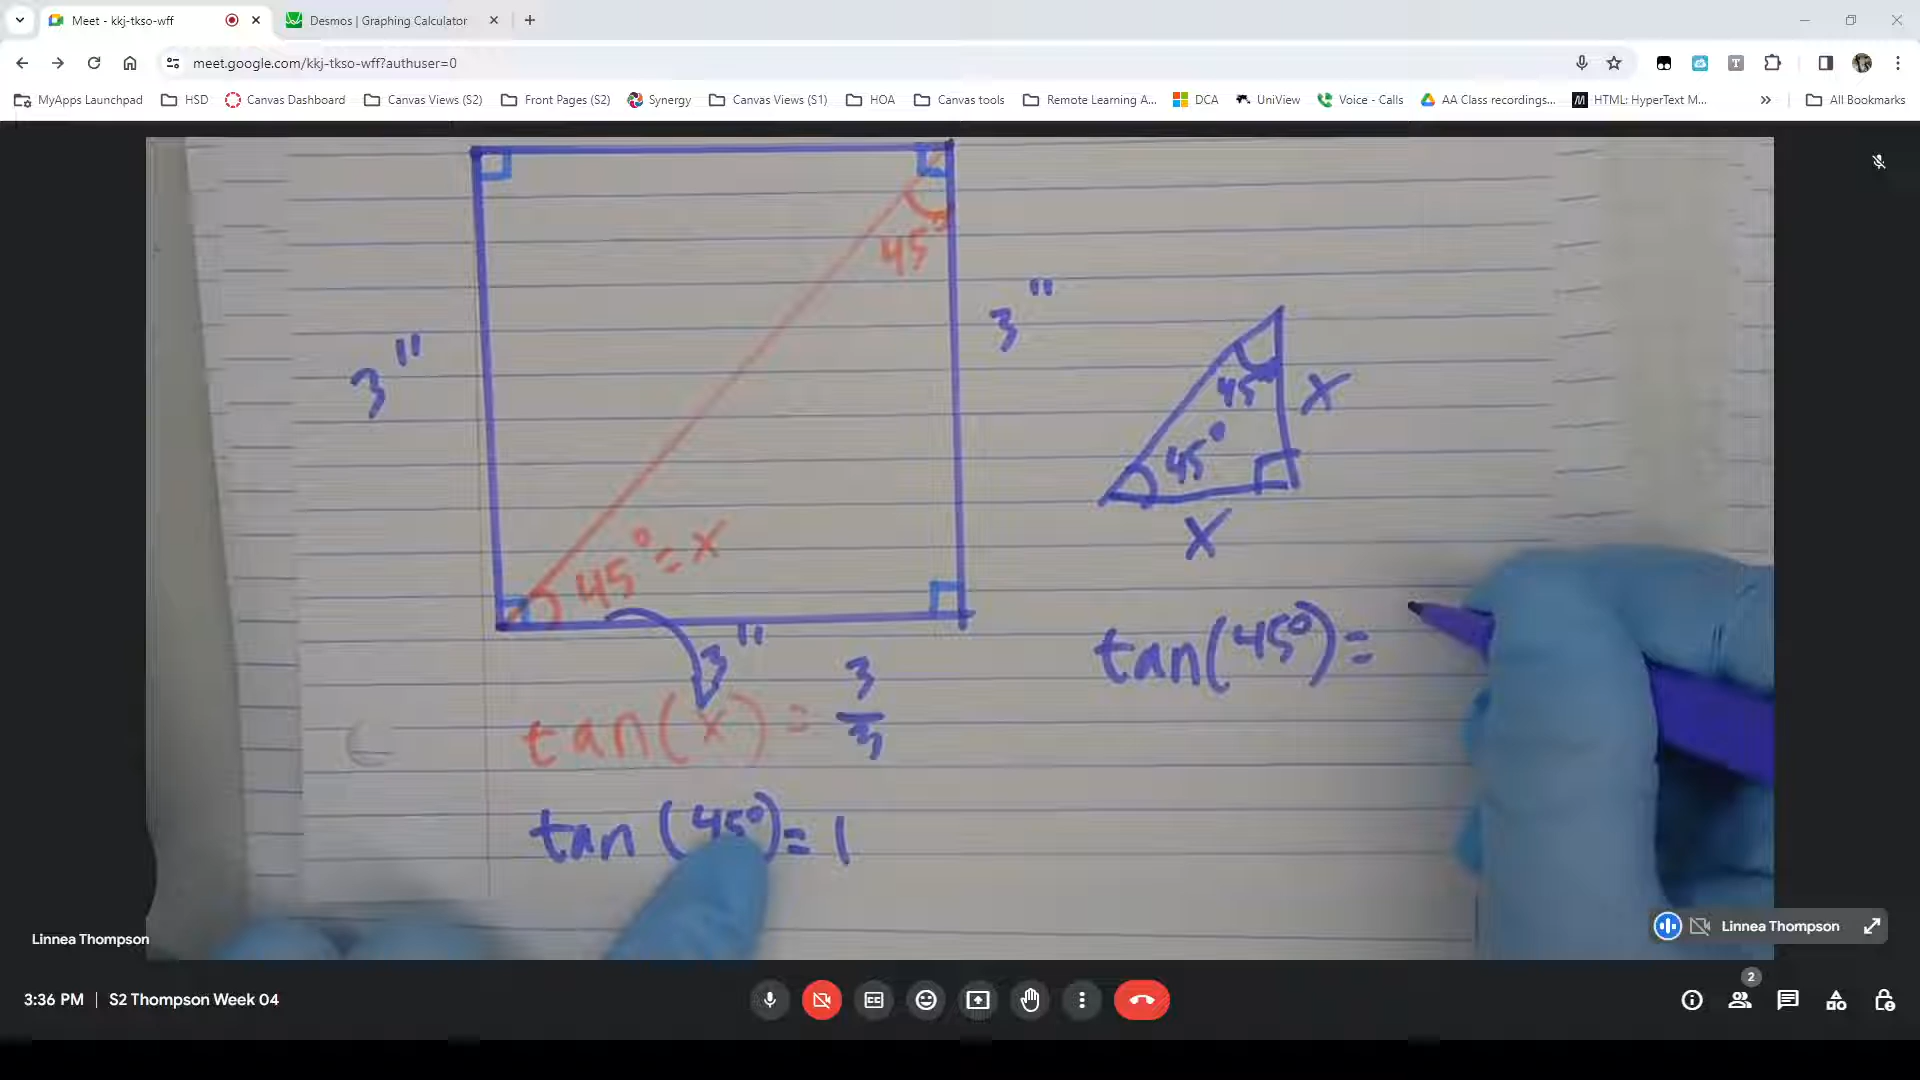 Meet - kkj-tkso-wff
Desmos | Graphing Calculator
meet.google.com/kkj-tkso-wff?authuser=0
MyApps Launchpad HSD Canvas Dashboard Canvas Views (S2) Front Pages (S2) Synergy Canvas Views (S1) HOA Canvas tools Remote Learning A... DCA UniView Voice - Calls AA Class recordings... HTML: HyperText M... » All Bookmarks
45°
3"
3"
45
x
45°
x
45° = x
3"
tan(x) = 3/3
tan(45°) =
tan (45°) = 1
Linnea Thompson
Linnea Thompson
2
3:36 PM | S2 Thompson Week 04